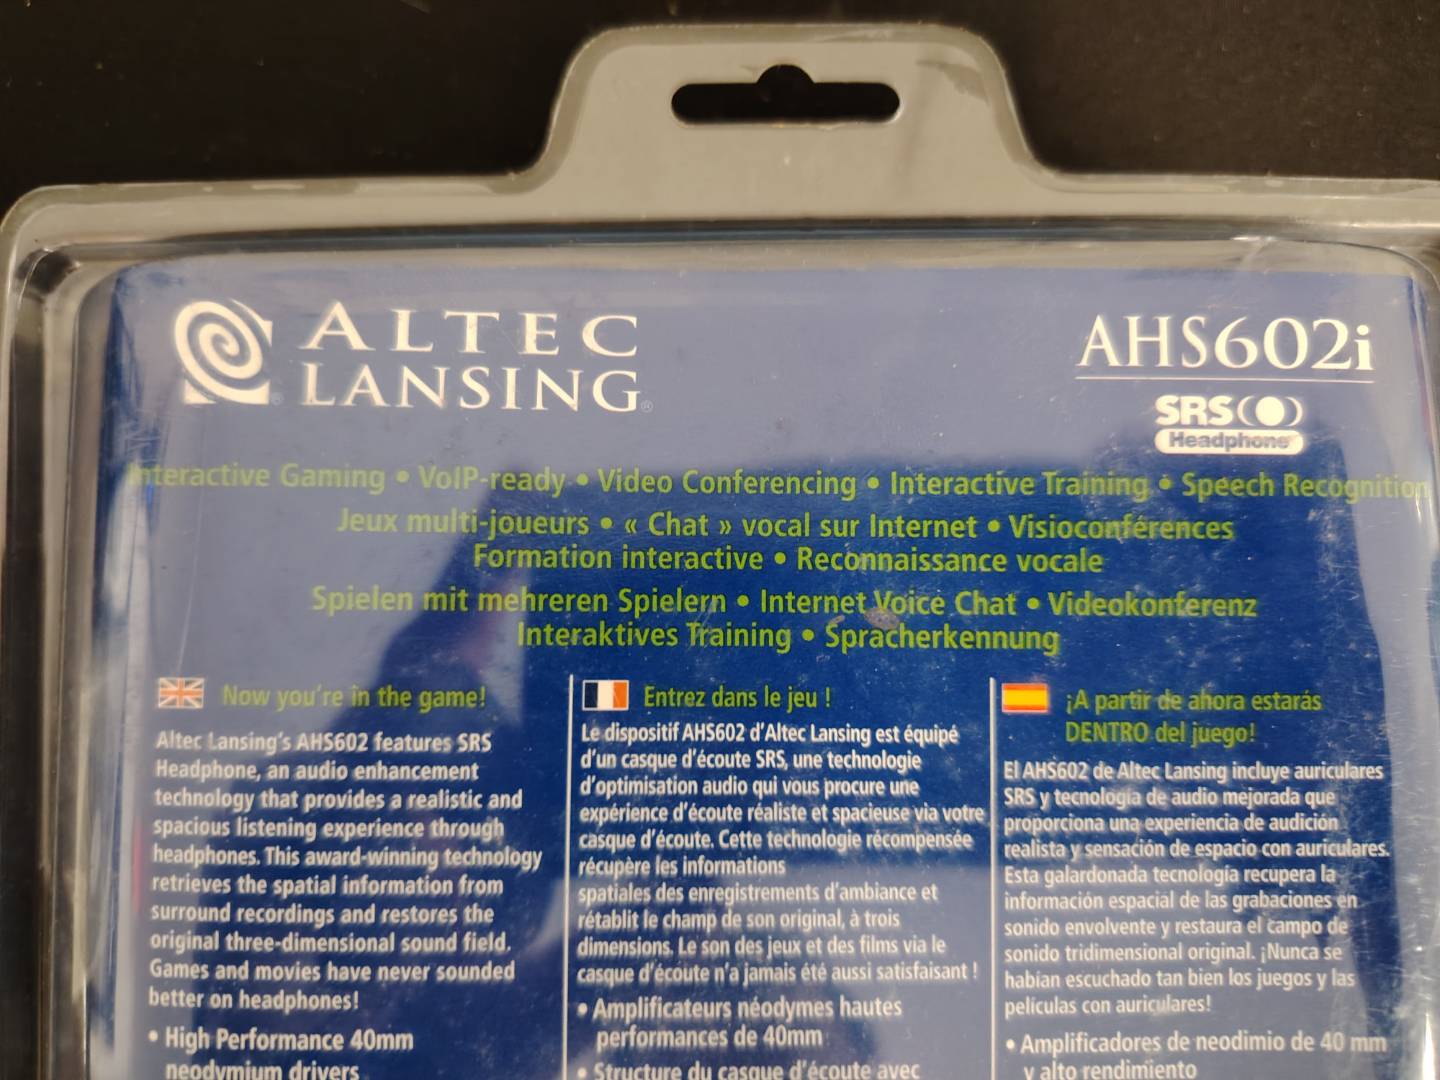 ALTEC
LANSING®
AHS602i
SRS
Headphone
Interactive Gaming • VoIP-ready • Video Conferencing • Interactive Training • Speech Recognition
Jeux multi-joueurs • « Chat » vocal sur Internet • Visioconférences
Formation interactive • Reconnaissance vocale
Spielen mit mehreren Spielern • Internet Voice Chat • Videokonferenz
Interaktives Training • Spracherkennung
Now you're in the game!
Altec Lansing's AHS602 features SRS
Headphone, an audio enhancement
technology that provides a realistic and
spacious listening experience through
headphones. This award-winning technology
retrieves the spatial information from
surround recordings and restores the
original three-dimensional sound field.
Games and movies have never sounded
better on headphones!
• High Performance 40mm
neodymium drivers
Entrez dans le jeu !
Le dispositif AHS602 d'Altec Lansing est équipé
d'un casque d'écoute SRS, une technologie
d'optimisation audio qui vous procure une
expérience d'écoute réaliste et spacieuse via votre
casque d'écoute. Cette technologie récompensée
récupère les informations
spatiales des enregistrements d'ambiance et
rétablit le champ de son original, à trois
dimensions. Le son des jeux et des films via le
casque d'écoute n'a jamais été aussi satisfaisant !
• Amplificateurs néodymes hautes
performances de 40mm
• Structure du casque d'écoute avec
¡A partir de ahora estarás
DENTRO del juego!
El AHS602 de Altec Lansing incluye auriculares
SRS y tecnología de audio mejorada que
proporciona una experiencia de audición
realista y sensación de espacio con auriculares.
Esta galardonada tecnología recupera la
información espacial de las grabaciones en
sonido envolvente y restaura el campo de
sonido tridimensional original. ¡Nunca se
habían escuchado tan bien los juegos y las
películas con auriculares!
• Amplificadores de neodimio de 40 mm
y alto rendimiento